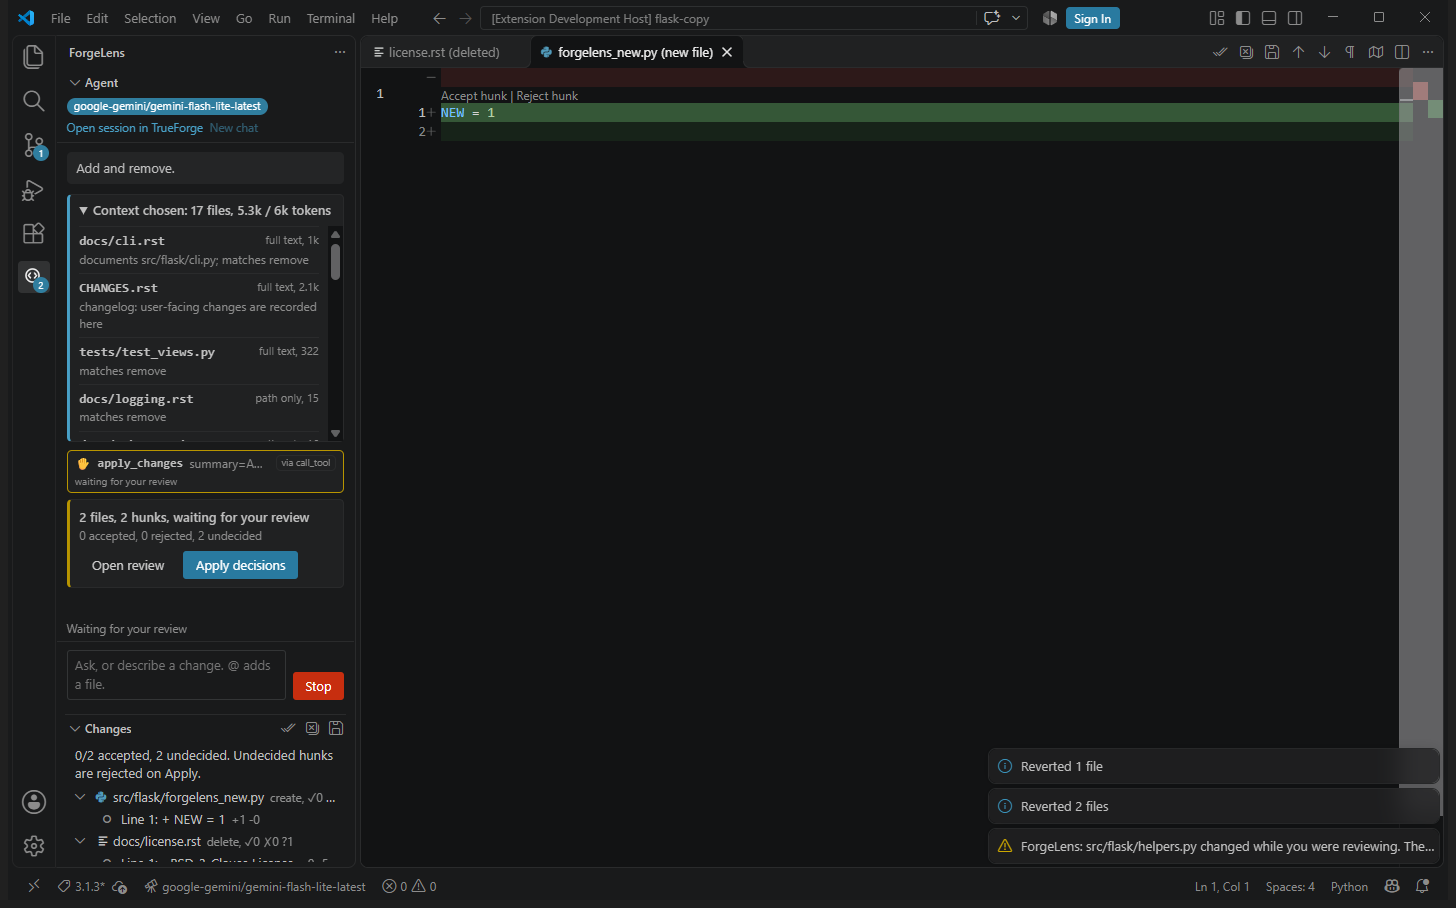 File Edit Selection View Go Run Terminal Help
[Extension Development Host] flask-copy
Sign In
ForgeLens
license.rst (deleted)
forgelens_new.py (new file)
Agent
google-gemini/gemini-flash-lite-latest
Open session in TrueForge New chat
Add and remove.
Context chosen: 17 files, 5.3k / 6k tokens
docs/cli.rst full text, 1k
documents src/flask/cli.py; matches remove
CHANGES.rst full text, 2.1k
changelog: user-facing changes are recorded
here
tests/test_views.py full text, 322
matches remove
docs/logging.rst path only, 15
matches remove
apply_changes summary=A... via call_tool
waiting for your review
2 files, 2 hunks, waiting for your review
0 accepted, 0 rejected, 2 undecided
Open review Apply decisions
Waiting for your review
Ask, or describe a change. @ adds
a file.
Stop
Changes
0/2 accepted, 2 undecided. Undecided hunks
are rejected on Apply.
src/flask/forgelens_new.py create, ✓0 ...
Line 1: + NEW = 1 +1 -0
docs/license.rst delete, ✓0 ✗0 ?1
1
2
−
1
Accept hunk | Reject hunk
1+ NEW = 1
2+
Reverted 1 file
Reverted 2 files
ForgeLens: src/flask/helpers.py changed while you were reviewing. The...
3.1.3* google-gemini/gemini-flash-lite-latest 0 0
Ln 1, Col 1 Spaces: 4 Python